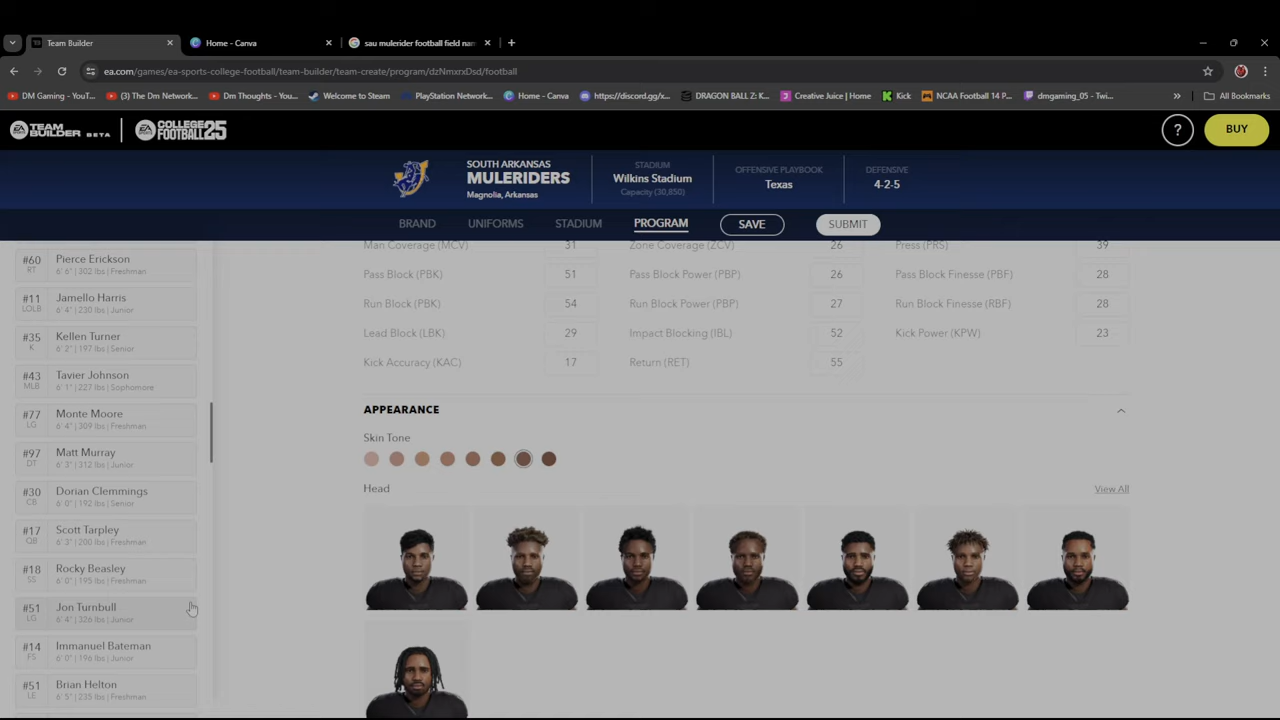 Team Builder
Home - Canva
sau mulerider football field nam
ea.com/games/ea-sports-college-football/team-builder/team-create/program/dzNmxrxDsd/football
DM Gaming - YouT...
(3) The Dm Network...
Dm Thoughts - You...
Welcome to Steam
PlayStation Network...
Home - Canva
https://discord.gg/x...
DRAGON BALL Z: K...
Creative Juice | Home
Kick
NCAA Football 14 P...
dmgaming_05 - Twi...
All Bookmarks
TEAM BUILDER BETA
COLLEGE FOOTBALL 25
?
BUY
SOUTH ARKANSAS
MULERIDERS
Magnolia, Arkansas
STADIUM
Wilkins Stadium
Capacity (30,850)
OFFENSIVE PLAYBOOK
Texas
DEFENSIVE
4-2-5
BRAND
UNIFORMS
STADIUM
PROGRAM
SAVE
SUBMIT
#60 Pierce Erickson
RT 6' 6" | 302 lbs | Freshman
#11 Jamello Harris
LOLB 6' 4" | 230 lbs | Junior
#35 Kellen Turner
K 6' 2" | 197 lbs | Senior
#43 Tavier Johnson
MLB 6' 1" | 227 lbs | Sophomore
#77 Monte Moore
LG 6' 4" | 309 lbs | Freshman
#97 Matt Murray
DT 6' 3" | 312 lbs | Junior
#30 Dorian Clemmings
CB 6' 0" | 192 lbs | Senior
#17 Scott Tarpley
QB 6' 3" | 200 lbs | Freshman
#18 Rocky Beasley
SS 6' 0" | 195 lbs | Freshman
#51 Jon Turnbull
LG 6' 4" | 326 lbs | Junior
#14 Immanuel Bateman
FS 6' 0" | 196 lbs | Junior
#51 Brian Helton
LE 6' 5" | 235 lbs | Freshman
Man Coverage (MCV) 31 Zone Coverage (ZCV) 26 Press (PRS) 39
Pass Block (PBK) 51 Pass Block Power (PBP) 26 Pass Block Finesse (PBF) 28
Run Block (PBK) 54 Run Block Power (PBP) 27 Run Block Finesse (RBF) 28
Lead Block (LBK) 29 Impact Blocking (IBL) 52 Kick Power (KPW) 23
Kick Accuracy (KAC) 17 Return (RET) 55
APPEARANCE
Skin Tone
Head
View All